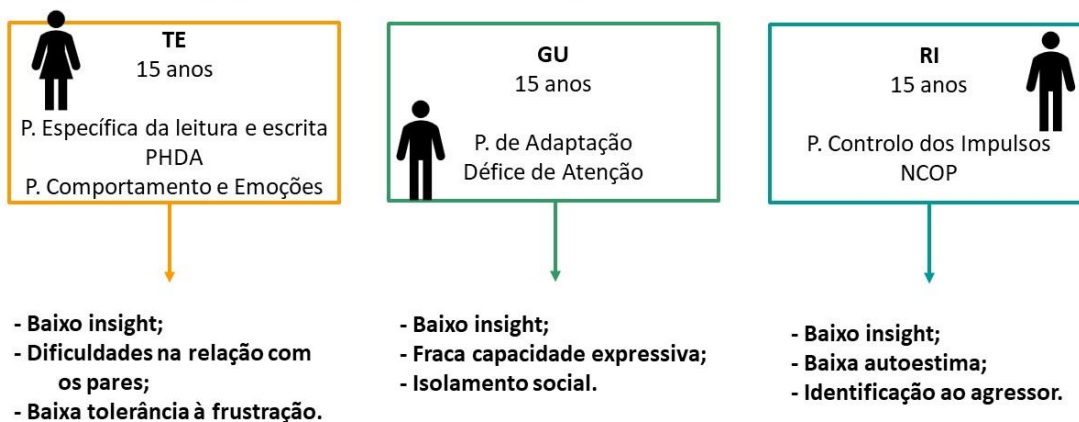 TE
15 anos
P. Específica da leitura e escrita
PHDA
P. Comportamento e Emoções
- Baixo insight;
- Dificuldades na relação com
os pares;
- Baixa tolerância à frustração.
GU
15 anos
P. de Adaptação
Défice de Atenção
- Baixo insight;
- Fraca capacidade expressiva;
- Isolamento social.
RI
15 anos
P. Controlo dos Impulsos
NCOP
- Baixo insight;
- Baixa autoestima;
- Identificação ao agressor.